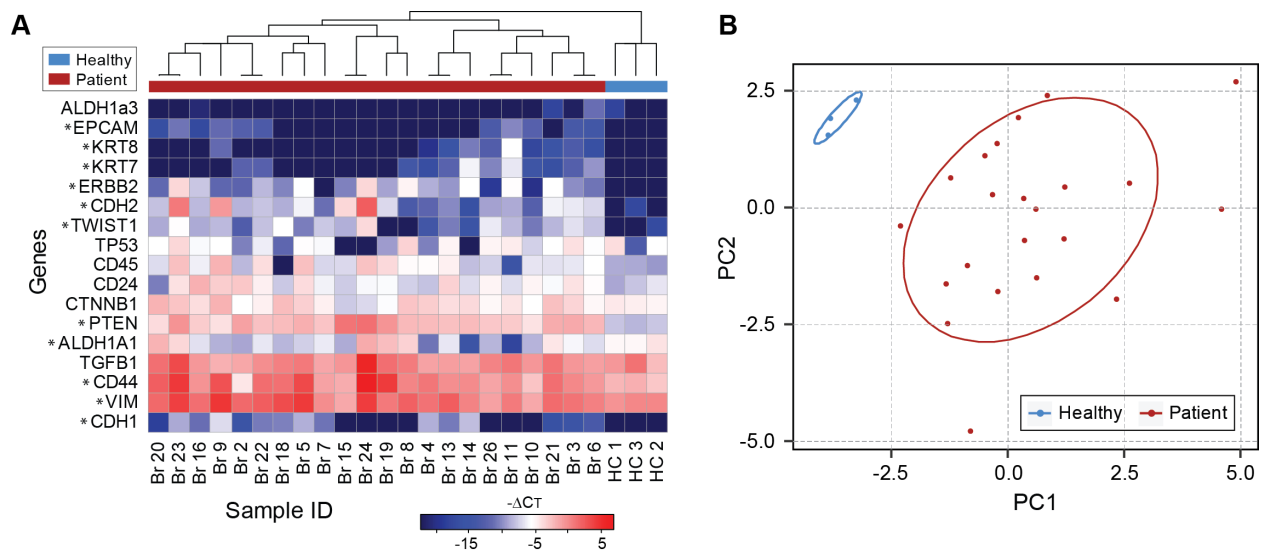 A
Healthy
Patient
ALDH1a3
*EPCAM
*KRT8
*KRT7
*ERBB2
*CDH2
*TWIST1
TP53
CD45
CD24
CTNNB1
*PTEN
*ALDH1A1
TGFB1
*CD44
*VIM
*CDH1
Genes
Br 20 Br 23 Br 16 Br 9 Br 2 Br 22 Br 18 Br 5 Br 7 Br 15 Br 24 Br 19 Br 8 Br 4 Br 13 Br 14 Br 26 Br 11 Br 10 Br 21 Br 3 Br 6 HC 1 HC 3 HC 2
Sample ID
-ΔCT
-15 -5 5
B
2.5
0.0
-2.5
-5.0
PC2
Healthy Patient
-2.5 0.0 2.5 5.0
PC1